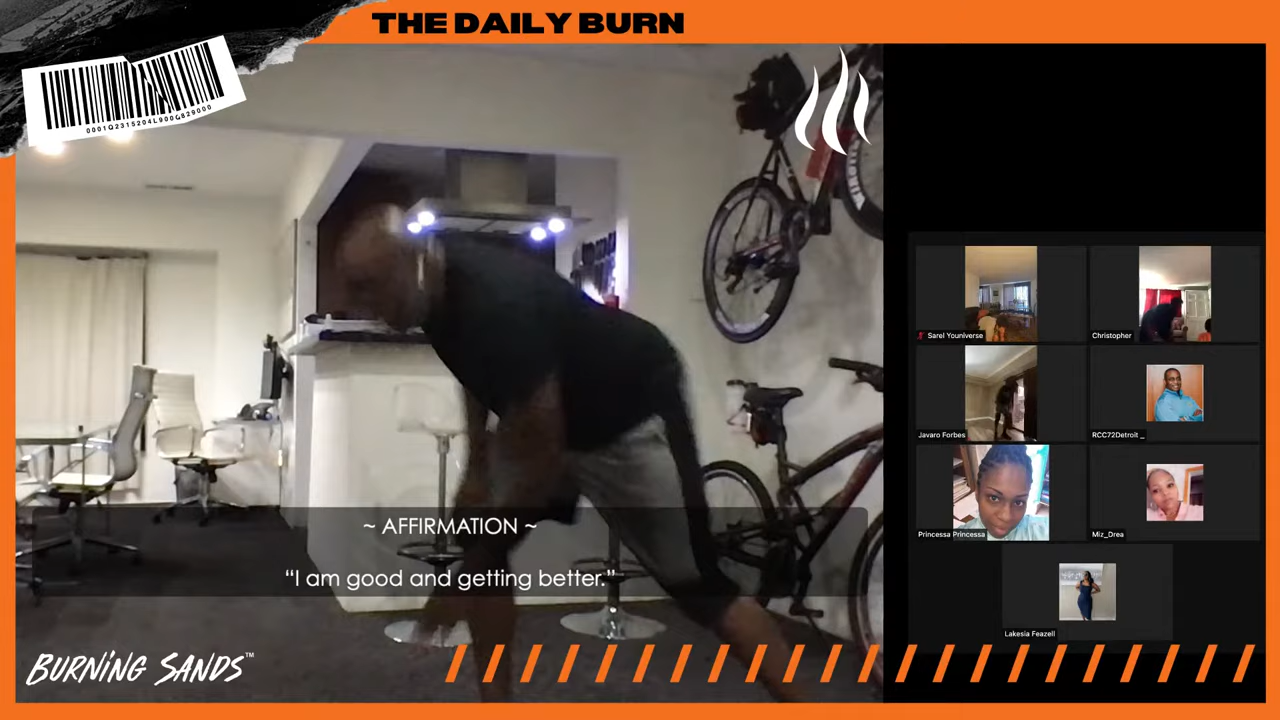 THE DAILY BURN
~ AFFIRMATION ~
“I am good and getting better.”
Sarel Youniverse
Christopher
Javaro Forbes
RCC72Detroit _
Princessa Princessa
Miz_Drea
Lakesia Feazell
BURNING SANDS™